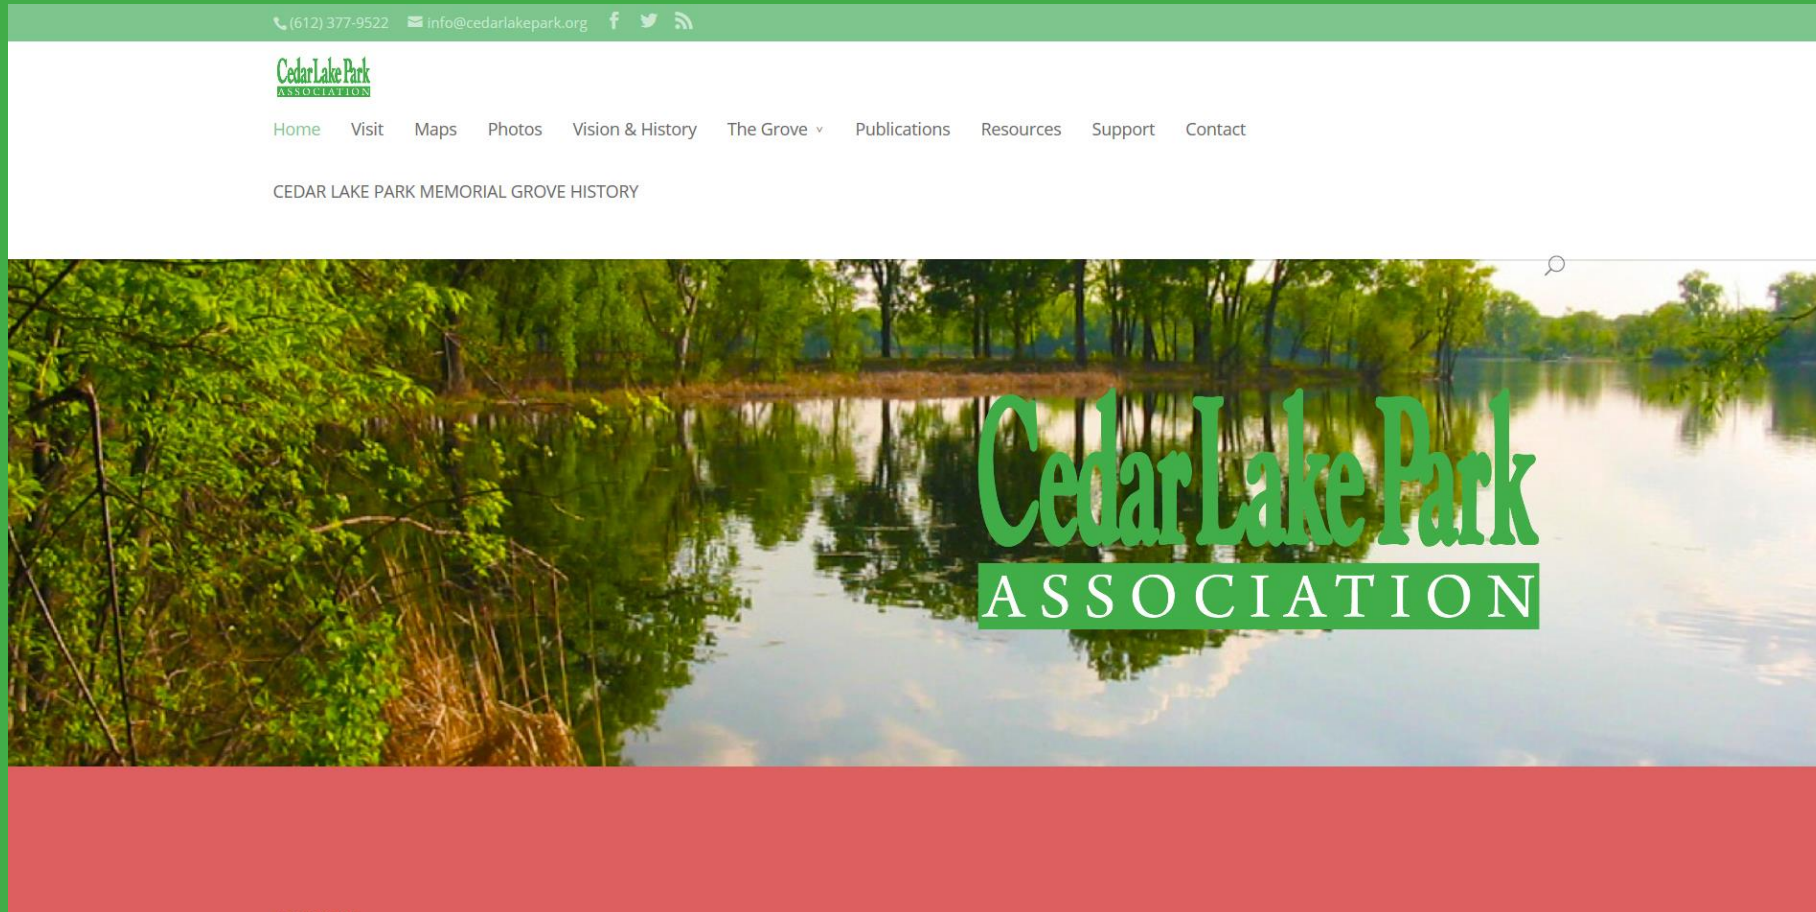 (612) 377-9522 info@cedarlakepark.org
Cedar Lake Park
ASSOCIATION
Home Visit Maps Photos Vision & History The Grove Publications Resources Support Contact
CEDAR LAKE PARK MEMORIAL GROVE HISTORY
Cedar Lake Park
ASSOCIATION